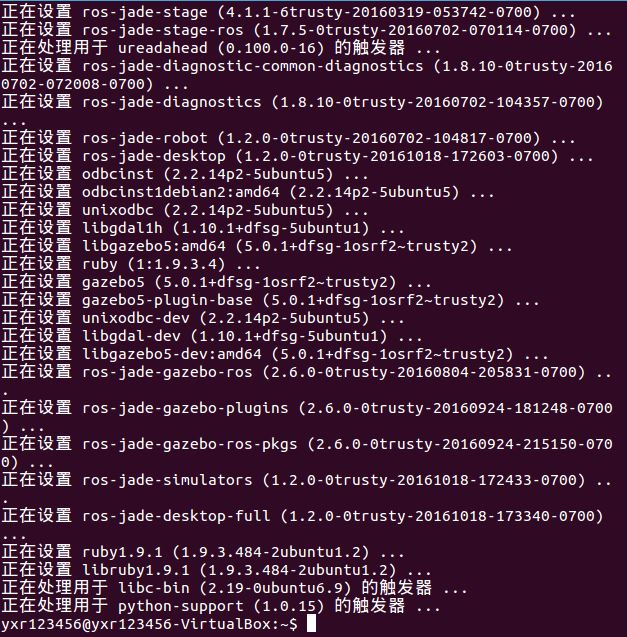 正在设置 ros-jade-stage (4.1.1-6trusty-20160319-053742-0700) ...
正在设置 ros-jade-stage-ros (1.7.5-0trusty-20160702-070114-0700) ...
正在处理用于 ureadahead (0.100.0-16) 的触发器 ...
正在设置 ros-jade-diagnostic-common-diagnostics (1.8.10-0trusty-2016
0702-072008-0700) ...
正在设置 ros-jade-diagnostics (1.8.10-0trusty-20160702-104357-0700)
...
正在设置 ros-jade-robot (1.2.0-0trusty-20160702-104817-0700) ...
正在设置 ros-jade-desktop (1.2.0-0trusty-20161018-172603-0700) ...
正在设置 odbcinst (2.2.14p2-5ubuntu5) ...
正在设置 odbcinst1debian2:amd64 (2.2.14p2-5ubuntu5) ...
正在设置 unixodbc (2.2.14p2-5ubuntu5) ...
正在设置 libgdal1h (1.10.1+dfsg-5ubuntu1) ...
正在设置 libgazebo5:amd64 (5.0.1+dfsg-1osrf2~trusty2) ...
正在设置 ruby (1:1.9.3.4) ...
正在设置 gazebo5 (5.0.1+dfsg-1osrf2~trusty2) ...
正在设置 gazebo5-plugin-base (5.0.1+dfsg-1osrf2~trusty2) ...
正在设置 unixodbc-dev (2.2.14p2-5ubuntu5) ...
正在设置 libgdal-dev (1.10.1+dfsg-5ubuntu1) ...
正在设置 libgazebo5-dev:amd64 (5.0.1+dfsg-1osrf2~trusty2) ...
正在设置 ros-jade-gazebo-ros (2.6.0-0trusty-20160804-205831-0700) ..
.
正在设置 ros-jade-gazebo-plugins (2.6.0-0trusty-20160924-181248-0700
) ...
正在设置 ros-jade-gazebo-ros-pkgs (2.6.0-0trusty-20160924-215150-070
0) ...
正在设置 ros-jade-simulators (1.2.0-0trusty-20161018-172433-0700) ..
.
正在设置 ros-jade-desktop-full (1.2.0-0trusty-20161018-173340-0700)
...
正在设置 ruby1.9.1 (1.9.3.484-2ubuntu1.2) ...
正在设置 libruby1.9.1 (1.9.3.484-2ubuntu1.2) ...
正在处理用于 libc-bin (2.19-0ubuntu6.9) 的触发器 ...
正在处理用于 python-support (1.0.15) 的触发器 ...
yxr123456@yxr123456-VirtualBox:~$